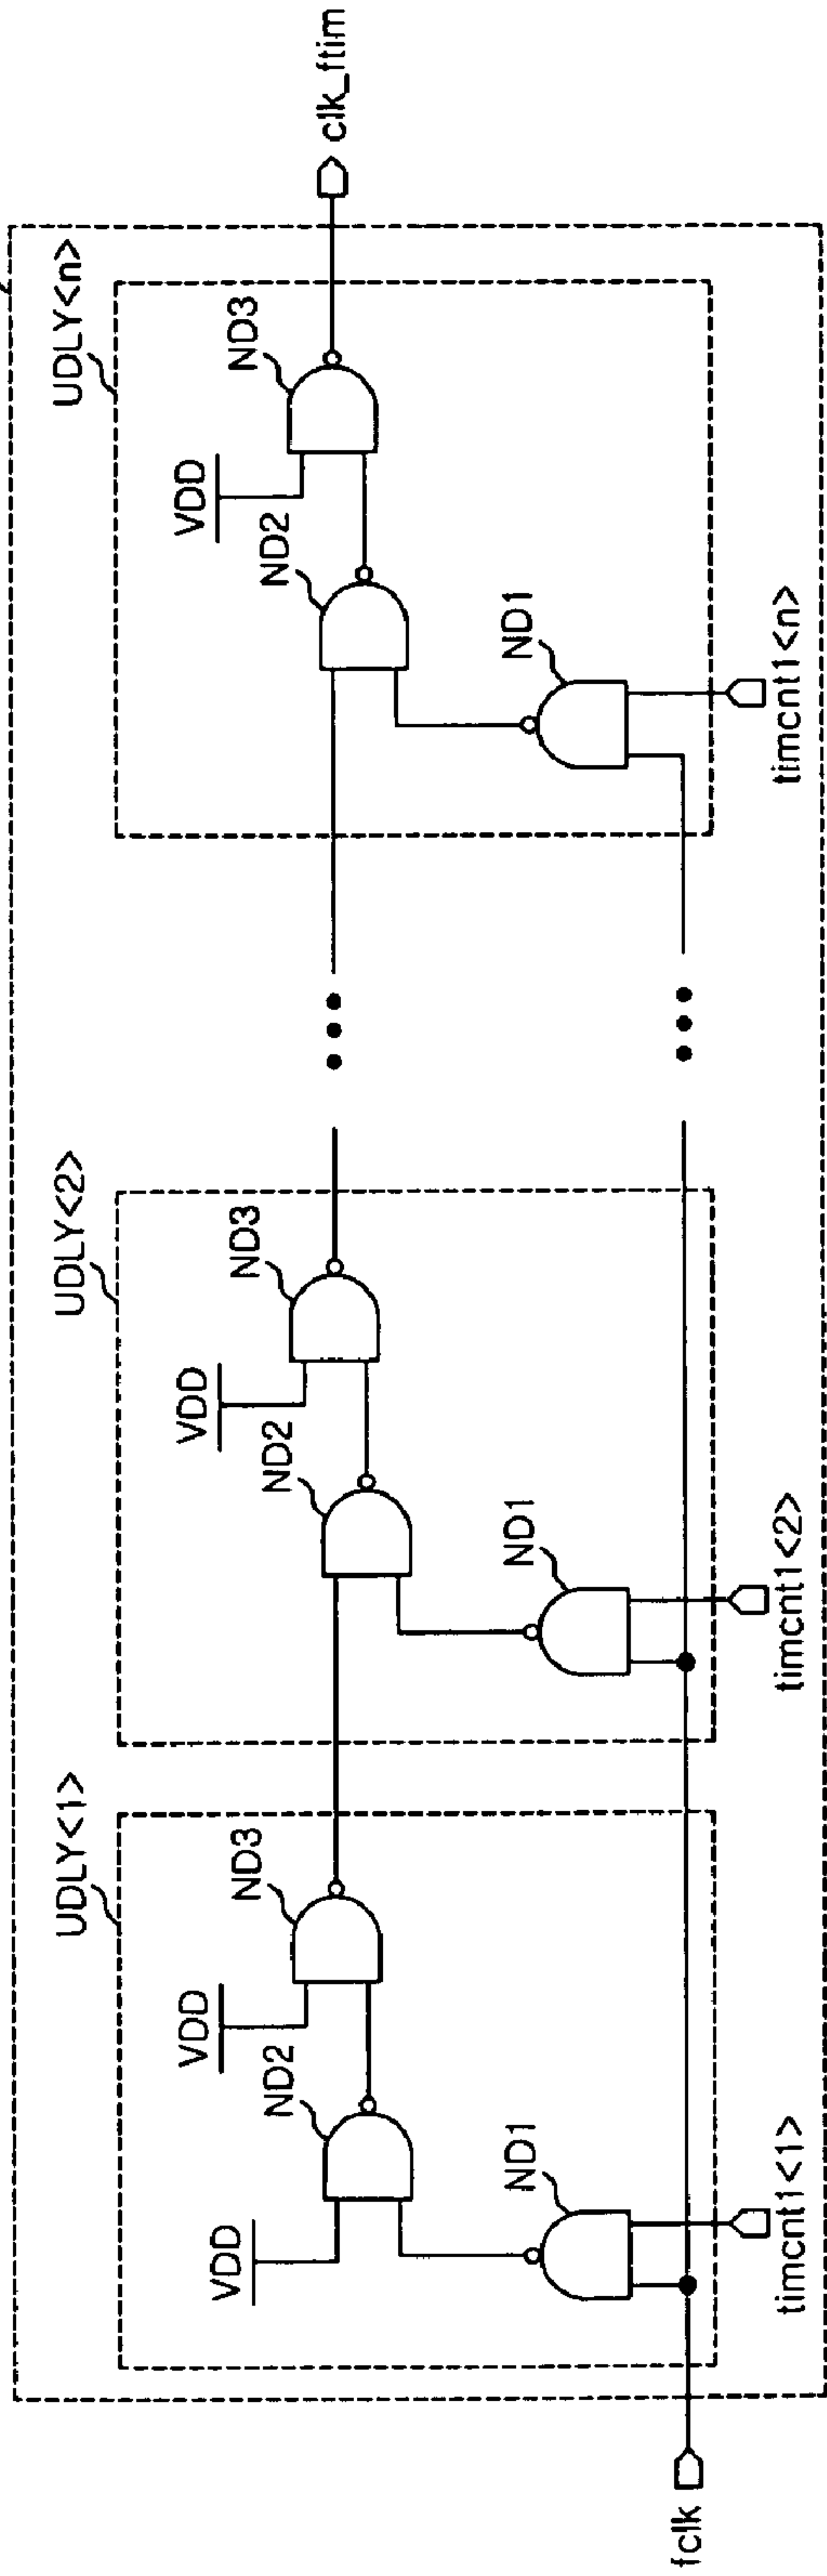 UDLY<1>
UDLY<2>
UDLY<n>
VDD
ND2
VDD
ND3
ND1
VDD
ND2
ND3
ND1
VDD
ND2
ND3
ND1
clk_ftim
fclk
timcnt1<1>
timcnt1<2>
timcnt1<n>